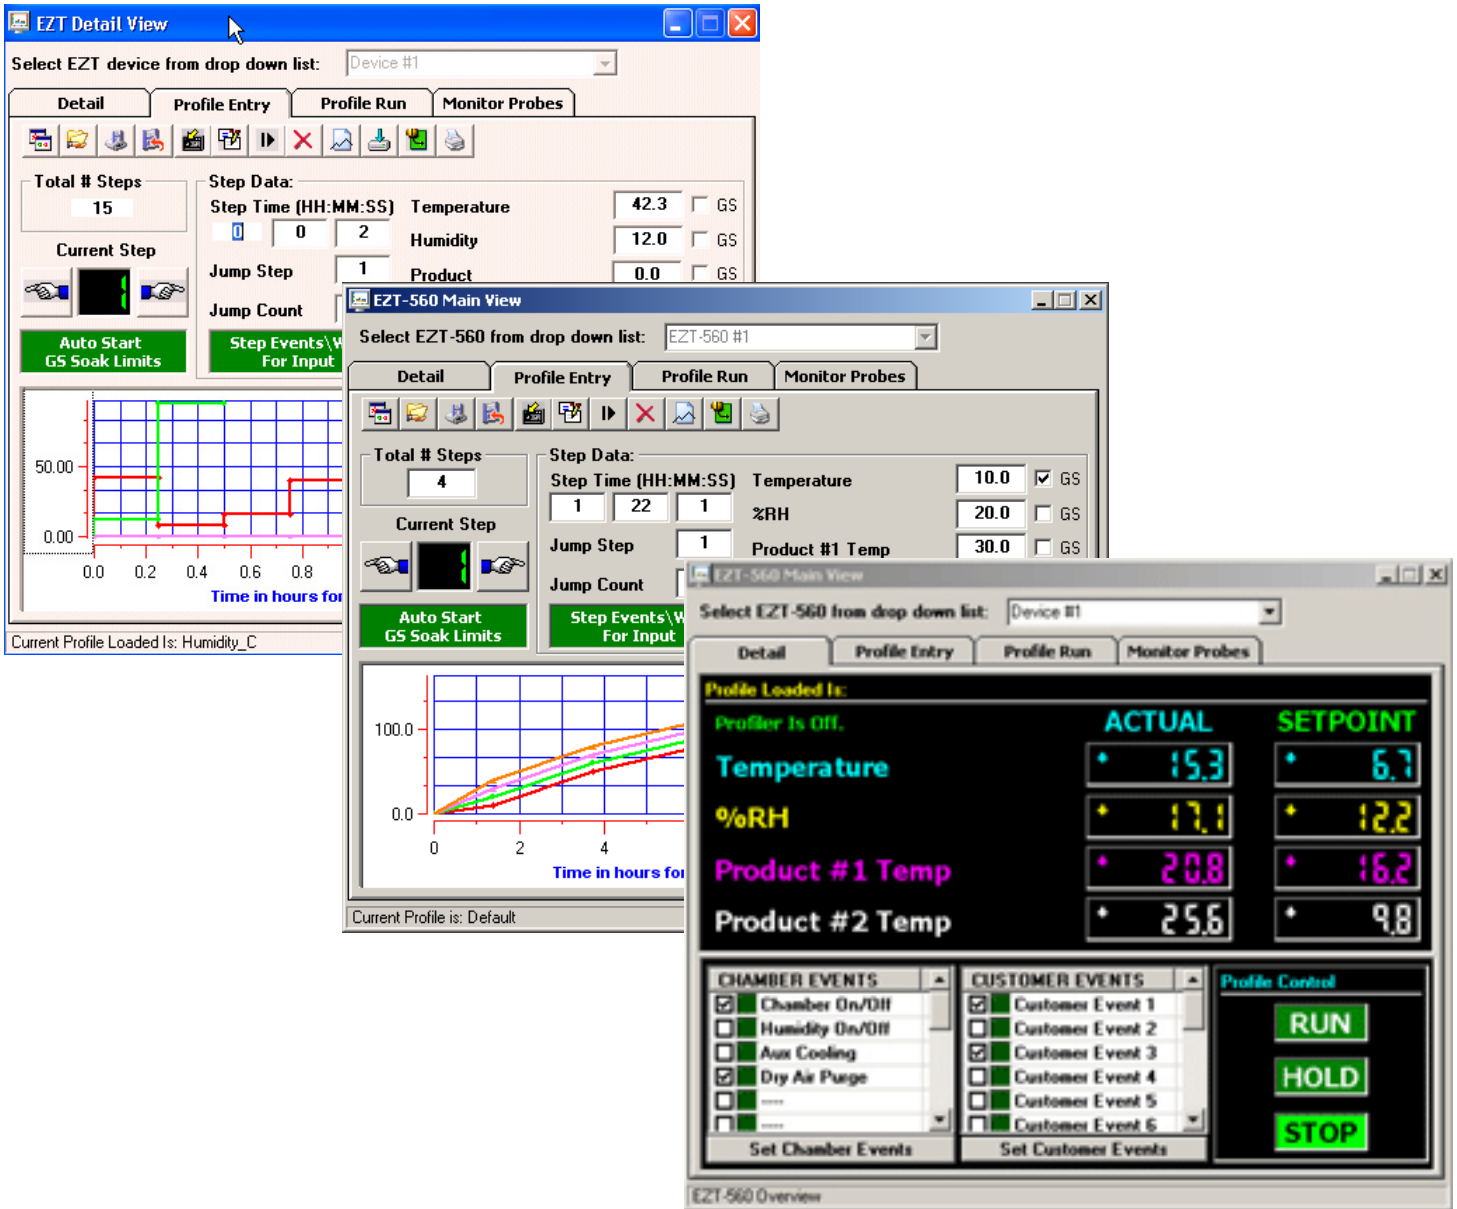 EZT Detail View
Select EZT device from drop down list: Device #1
Detail Profile Entry Profile Run Monitor Probes
Total # Steps
15
Current Step
1
Auto Start
GS Soak Limits
Step Data:
Step Time (HH:MM:SS)
0 0 2
Jump Step 1
Jump Count
Step Events\W
For Input
Temperature 42.3 GS
Humidity 12.0 GS
Product 0.0 GS
50.00
0.00
0.0 0.2 0.4 0.6 0.8
Time in hours for
Current Profile Loaded Is: Humidity_C
EZT-560 Main View
Select EZT-560 from drop down list: EZT-560 #1
Detail Profile Entry Profile Run Monitor Probes
Total # Steps
4
Current Step
1
Auto Start
GS Soak Limits
Step Data:
Step Time (HH:MM:SS)
1 22 1
Jump Step 1
Jump Count
Step Events\W
For Input
Temperature 10.0 GS
%RH 20.0 GS
Product #1 Temp 30.0 GS
100.0
0.0
0 2 4
Time in hours for
Current Profile is: Default
EZT-560 Main View
Select EZT-560 from drop down list: Device #1
Detail Profile Entry Profile Run Monitor Probes
Profile Loaded Is:
Profiler Is Off. ACTUAL SETPOINT
Temperature + 15.3 + 6.7
%RH + 17.1 + 12.2
Product #1 Temp + 20.8 + 16.2
Product #2 Temp + 25.6 + 9.8
CHAMBER EVENTS
Chamber On/Off
Humidity On/Off
Aux Cooling
Dry Air Purge
----
----
Set Chamber Events
CUSTOMER EVENTS
Customer Event 1
Customer Event 2
Customer Event 3
Customer Event 4
Customer Event 5
Customer Event 6
Set Customer Events
Profile Control
RUN
HOLD
STOP
EZT-560 Overview